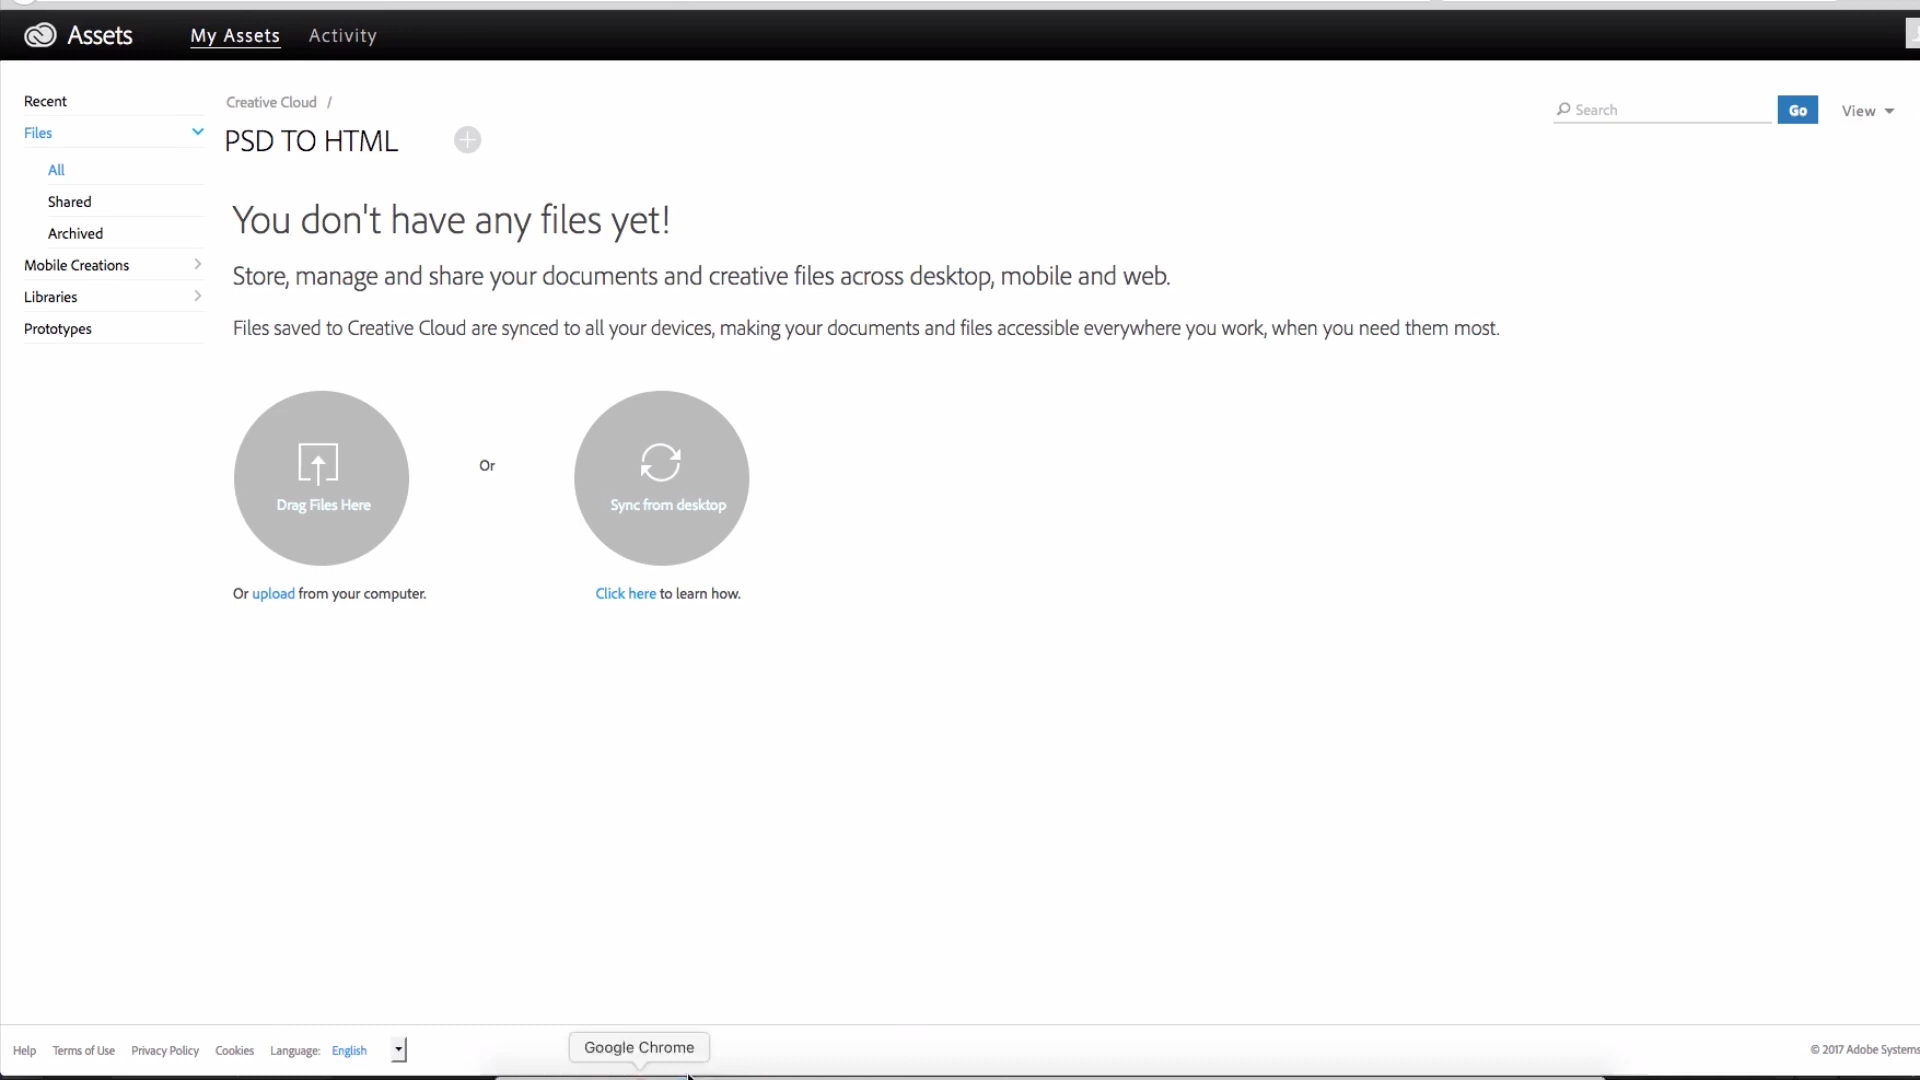 Assets
My Assets
Activity
Recent
Files
All
Shared
Archived
Mobile Creations
Libraries
Prototypes
Creative Cloud /
PSD TO HTML
Search
Go
View
You don't have any files yet!
Store, manage and share your documents and creative files across desktop, mobile and web.
Files saved to Creative Cloud are synced to all your devices, making your documents and files accessible everywhere you work, when you need them most.
Drag Files Here
Or
Sync from desktop
Or upload from your computer.
Click here to learn how.
Help
Terms of Use
Privacy Policy
Cookies
Language: English
Google Chrome
© 2017 Adobe Systems